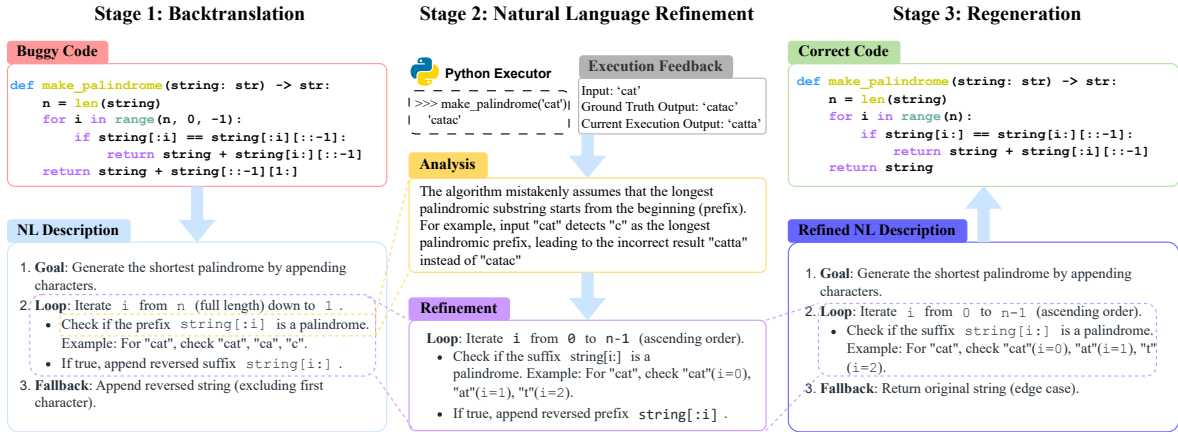 Stage 1: Backtranslation
Buggy Code
def make_palindrome(string: str) -> str:
    n = len(string)
    for i in range(n, 0, -1):
        if string[:i] == string[:i][::-1]:
            return string + string[i:][::-1]
    return string + string[::-1][1:]
NL Description
1. Goal: Generate the shortest palindrome by appending
characters.
2. Loop: Iterate i from n (full length) down to 1 .
• Check if the prefix string[:i] is a palindrome.
Example: For "cat", check "cat", "ca", "c".
• If true, append reversed suffix string[i:] .
3. Fallback: Append reversed string (excluding first
character).
Stage 2: Natural Language Refinement
Python Executor
>>> make_palindrome('cat')
'catac'
Execution Feedback
Input: ‘cat’
Ground Truth Output: ‘catac’
Current Execution Output: ‘catta’
Analysis
The algorithm mistakenly assumes that the longest
palindromic substring starts from the beginning (prefix).
For example, input "cat" detects "c" as the longest
palindromic prefix, leading to the incorrect result "catta"
instead of "catac"
Refinement
Loop: Iterate i from 0 to n-1 (ascending order).
• Check if the suffix string[i:] is a
palindrome. Example: For "cat", check "cat"(i=0),
"at"(i=1), "t"(i=2).
• If true, append reversed prefix string[:i] .
Stage 3: Regeneration
Correct Code
def make_palindrome(string: str) -> str:
    n = len(string)
    for i in range(n):
        if string[i:] == string[i:][::-1]:
            return string + string[:i][::-1]
    return string
Refined NL Description
1. Goal: Generate the shortest palindrome by appending
characters.
2. Loop: Iterate i from 0 to n-1 (ascending order).
• Check if the suffix string[i:] is a palindrome.
Example: For "cat", check "cat"(i=0), "at"(i=1), "t"
(i=2).
3. Fallback: Return original string (edge case).